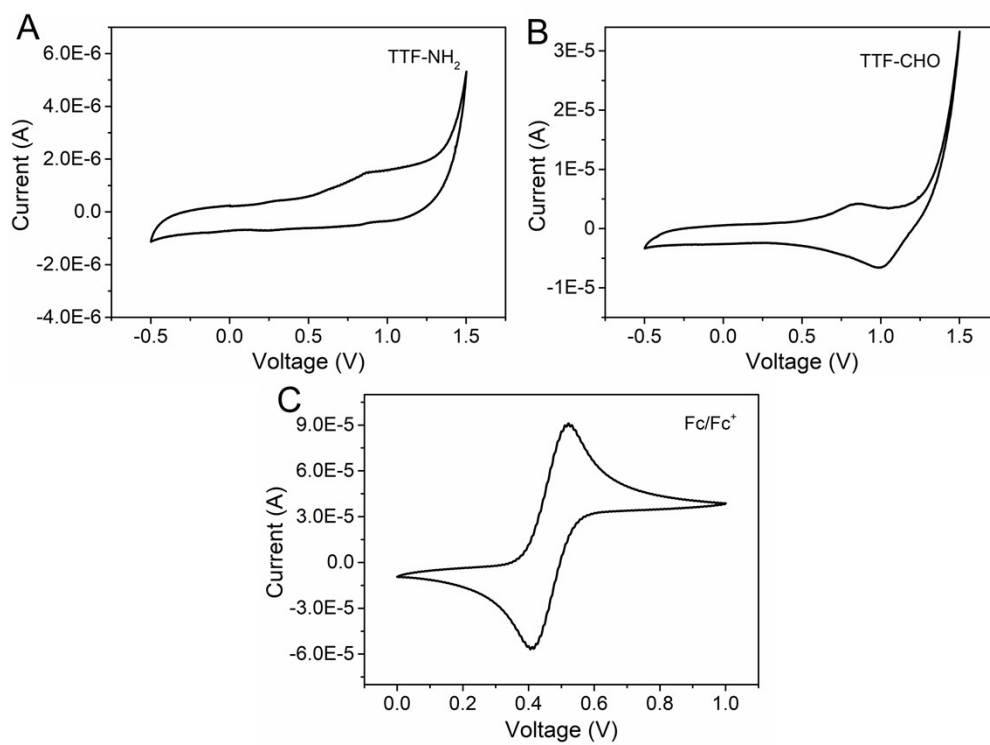 A
TTF-NH2
6.0E-6
4.0E-6
2.0E-6
0.0
-2.0E-6
-4.0E-6
Current (A)
-0.5 0.0 0.5 1.0 1.5
Voltage (V)
B
TTF-CHO
3E-5
2E-5
1E-5
0
-1E-5
Current (A)
-0.5 0.0 0.5 1.0 1.5
Voltage (V)
C
Fc/Fc+
9.0E-5
6.0E-5
3.0E-5
0.0
-3.0E-5
-6.0E-5
Current (A)
0.0 0.2 0.4 0.6 0.8 1.0
Voltage (V)